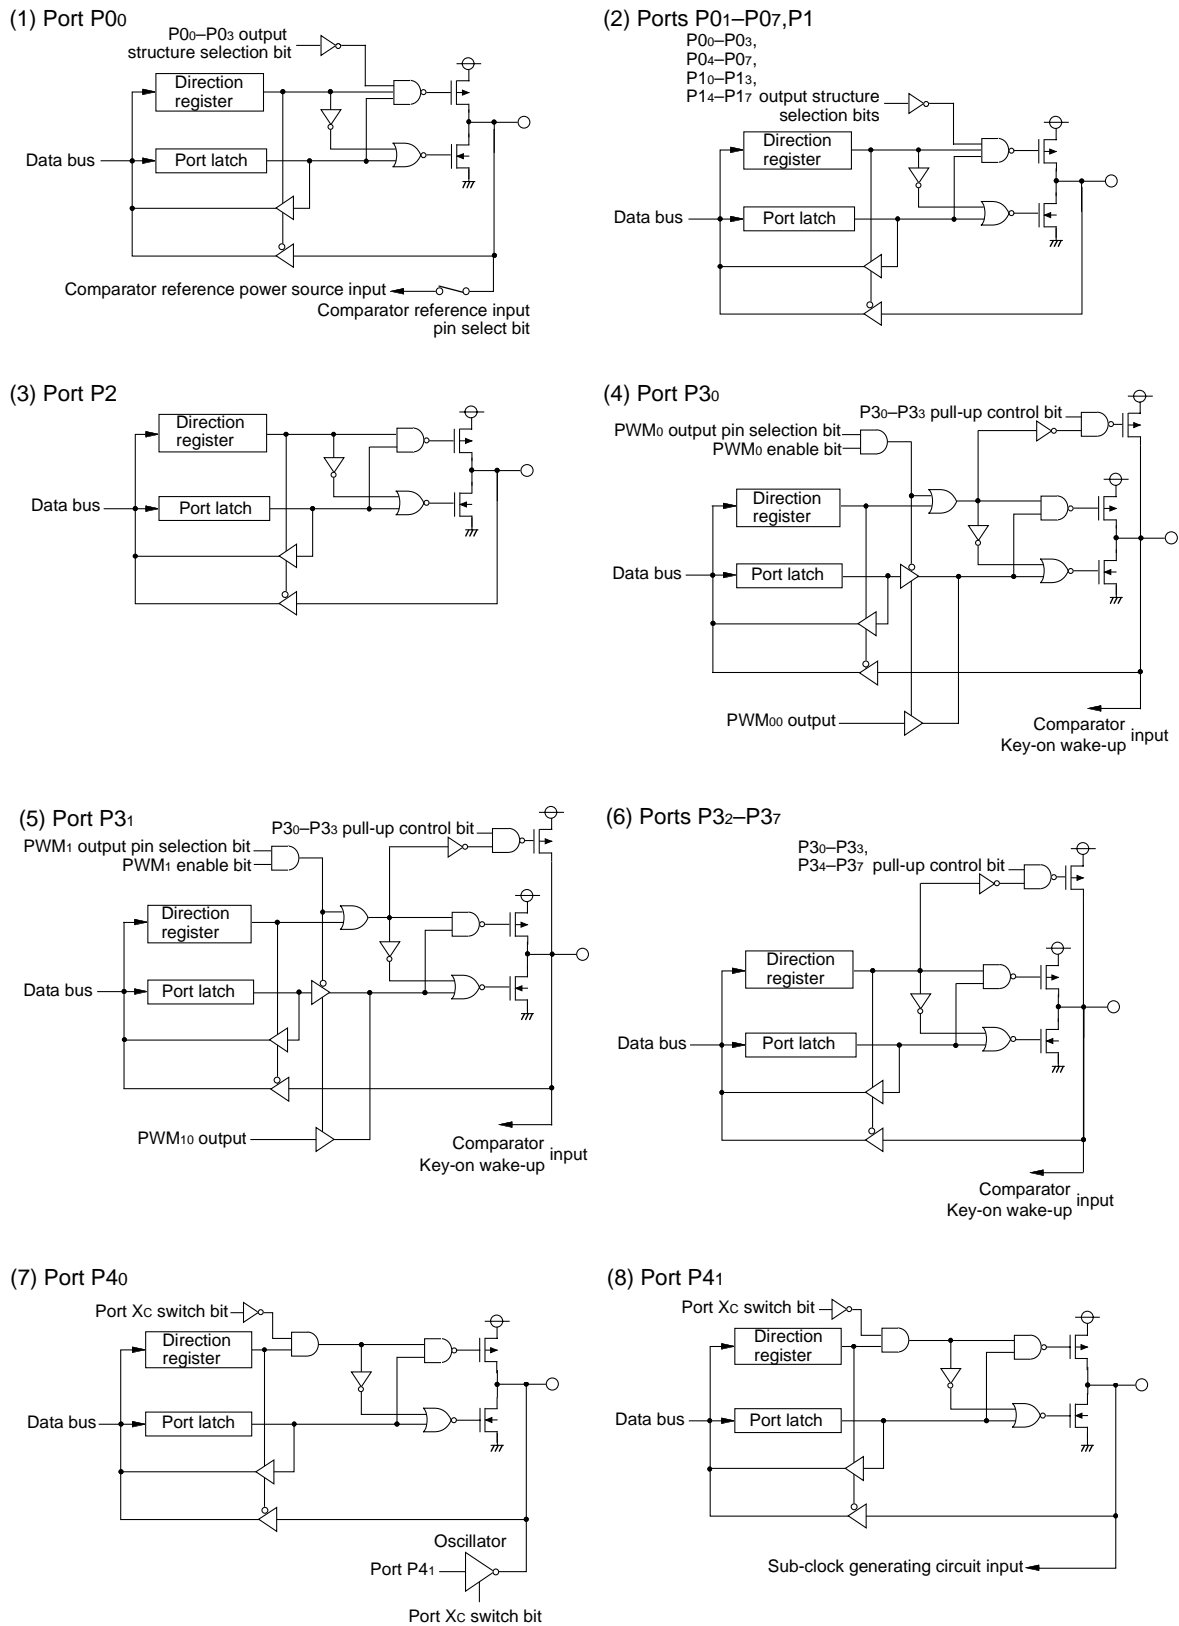 (1) Port P00
P00–P03 output
structure selection bit
Direction
register
Data bus
Port latch
Comparator reference power source input
Comparator reference input
pin select bit
(2) Ports P01–P07,P1
P00–P03,
P04–P07,
P10–P13,
P14–P17 output structure
selection bits
Direction
register
Data bus
Port latch
(3) Port P2
Direction
register
Data bus
Port latch
(4) Port P30
P30–P33 pull-up control bit
PWM0 output pin selection bit
PWM0 enable bit
Direction
register
Data bus
Port latch
PWM00 output
Comparator
Key-on wake-up
input
(5) Port P31
P30–P33 pull-up control bit
PWM1 output pin selection bit
PWM1 enable bit
Direction
register
Data bus
Port latch
PWM10 output
Comparator
Key-on wake-up
input
(6) Ports P32–P37
P30–P33,
P34–P37 pull-up control bit
Direction
register
Data bus
Port latch
Comparator
Key-on wake-up
input
(7) Port P40
Port XC switch bit
Direction
register
Data bus
Port latch
Oscillator
Port P41
Port XC switch bit
(8) Port P41
Port XC switch bit
Direction
register
Data bus
Port latch
Sub-clock generating circuit input